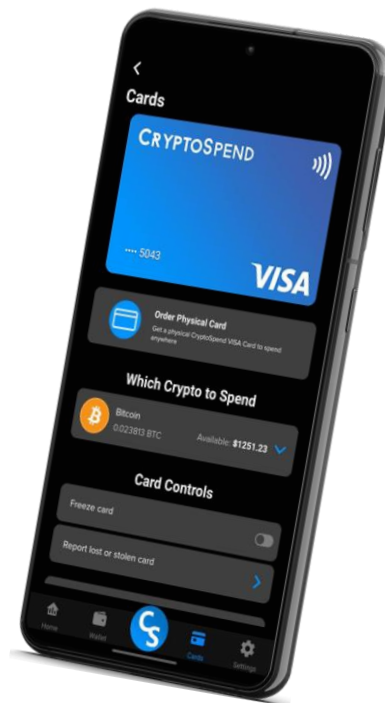 Cards
CRYPTOSPEND
•••• 5043
VISA
Order Physical Card
Get a physical CryptoSpend VISA Card to spend
anywhere
Which Crypto to Spend
Bitcoin
0.023813 BTC
Available: $1251.23
Card Controls
Freeze card
Report lost or stolen card
Home
Wallet
CS
Cards
Settings